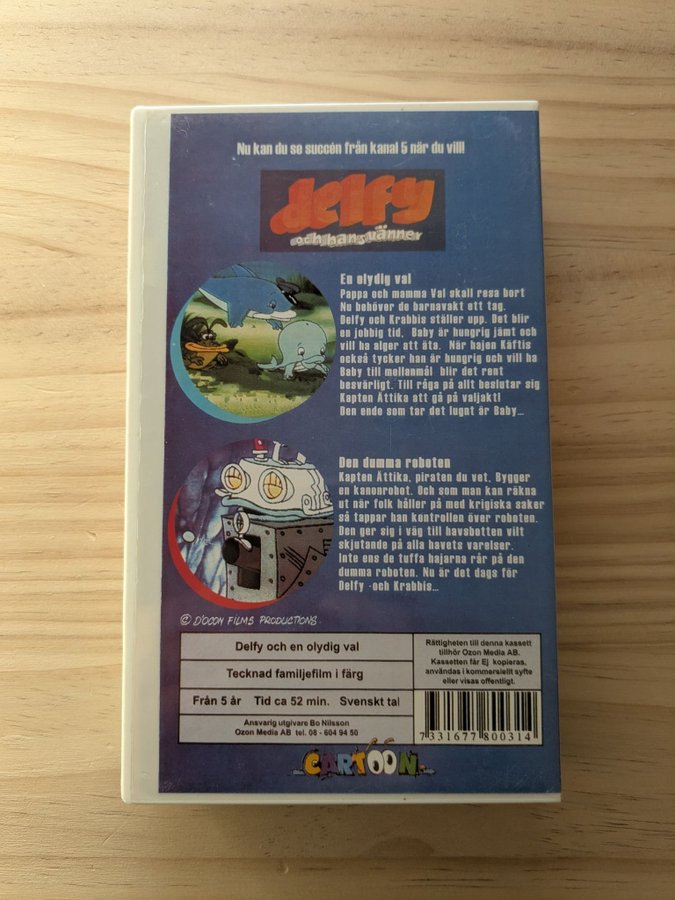 Nu kan du se succén från kanal 5 när du vill!
delfy
och hans vänner
En olydig val
Pappa och mamma Val skall resa bort
Nu behöver de barnavakt att tag.
Delfy och Krabbis ställer upp. Det blir
en jobbig tid. Baby är hungrig jämt och
vill ha alger att äta. När hajen Käftis
också tycker han är hungrig och vill ha
Baby till mellenmål blir det rent
besvärligt. Till råga på allt beslutar sig
Kapten Attika att gå på valjakt!
Den ende som tar det lugnt är Baby...
Den dumma roboten
Kapten Attika, piraten du vet. Bygger
en kanonrobot. Och som man kan räkna
ut när folk håller på med krigiska saker
så tappar han kontrollen över roboten.
Den ger sig i väg till havsbotten vilt
skjutande på alla havets varelser.
Inte ens de tuffa hajarna rår på den
dumma roboten. Nu är det dags för
Delfy -och Krabbis...
© D'OCON FILMS PRODUCTIONS.
Delfy och en olydig val
Tecknad familjefilm i färg
Från 5 år Tid ca 52 min. Svenskt tal
Ansvarig utgivare Bo Nilsson
Ozon Media AB tel. 08 - 604 94 50
Rättigheten till denna kassett
tillhör Ozon Media AB.
Kassetten får Ej kopieras,
användas i kommersiellt syfte
eller visas offentligt.
7 331677 800314
CARTOON